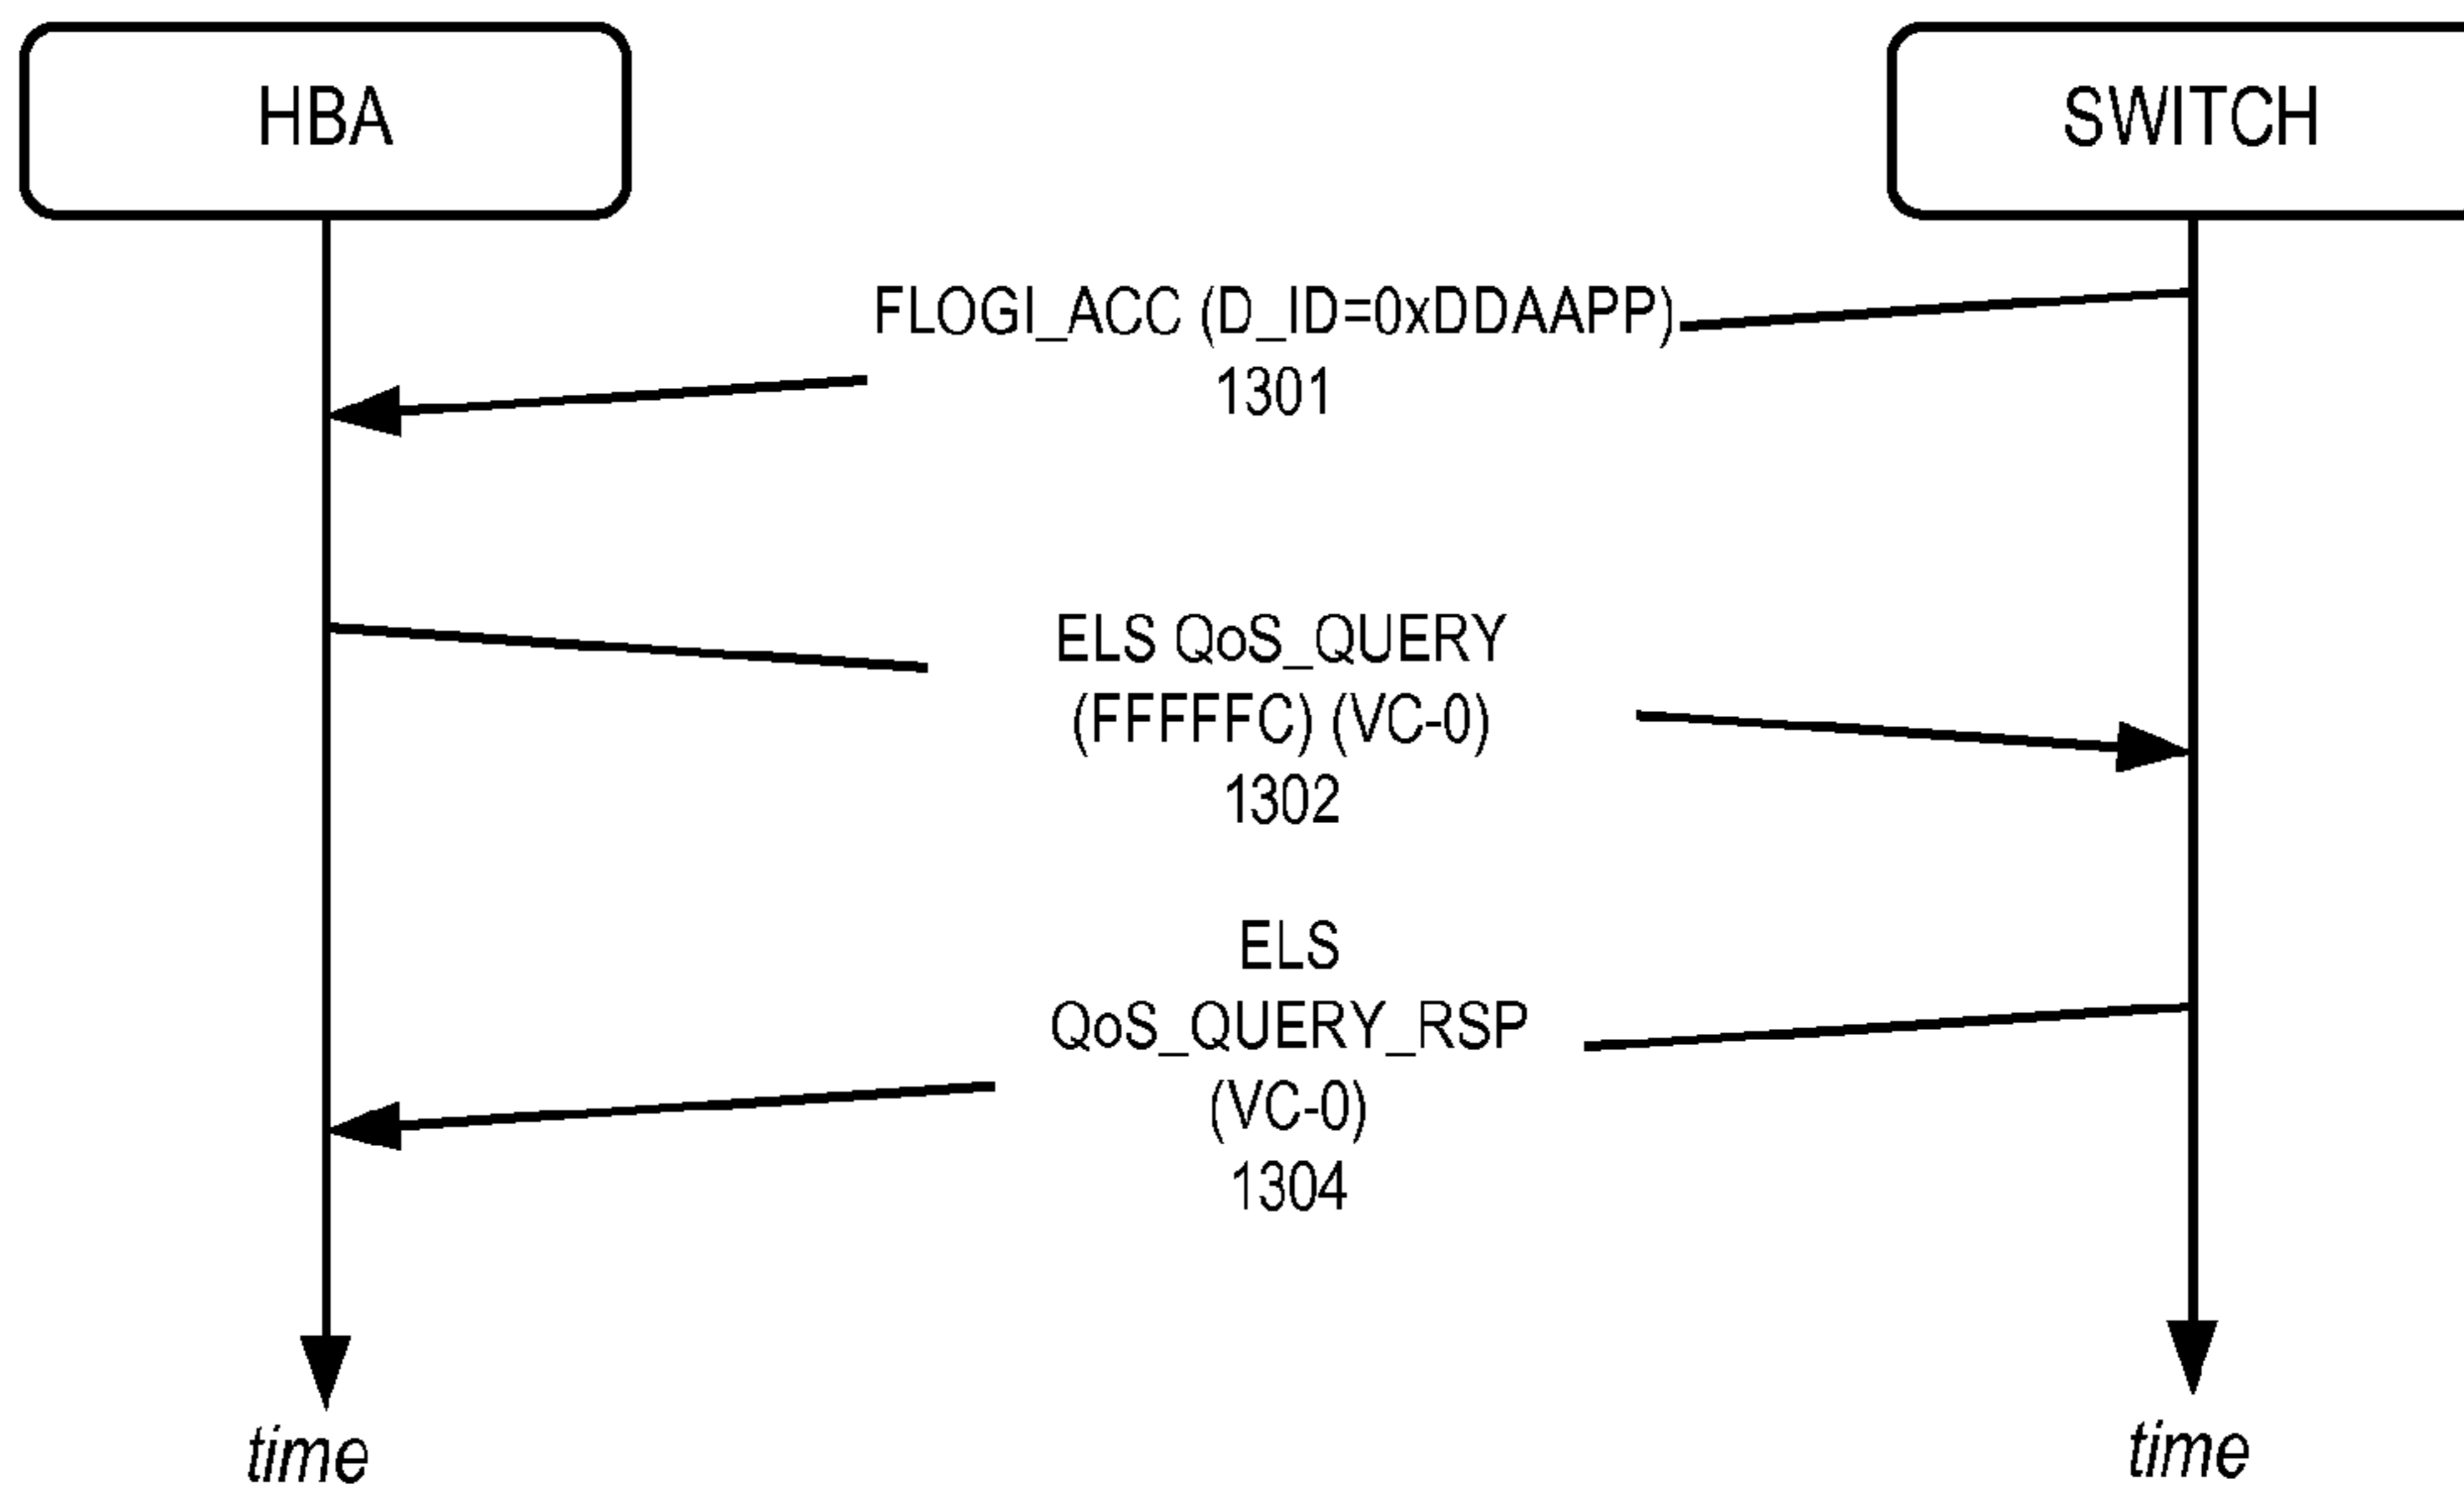 HBA
SWITCH
FLOGI_ACC (D_ID=0xDDAAPP)
1301
ELS QoS_QUERY
(FFFFFC) (VC-0)
1302
ELS
QoS_QUERY_RSP
(VC-0)
1304
time
time